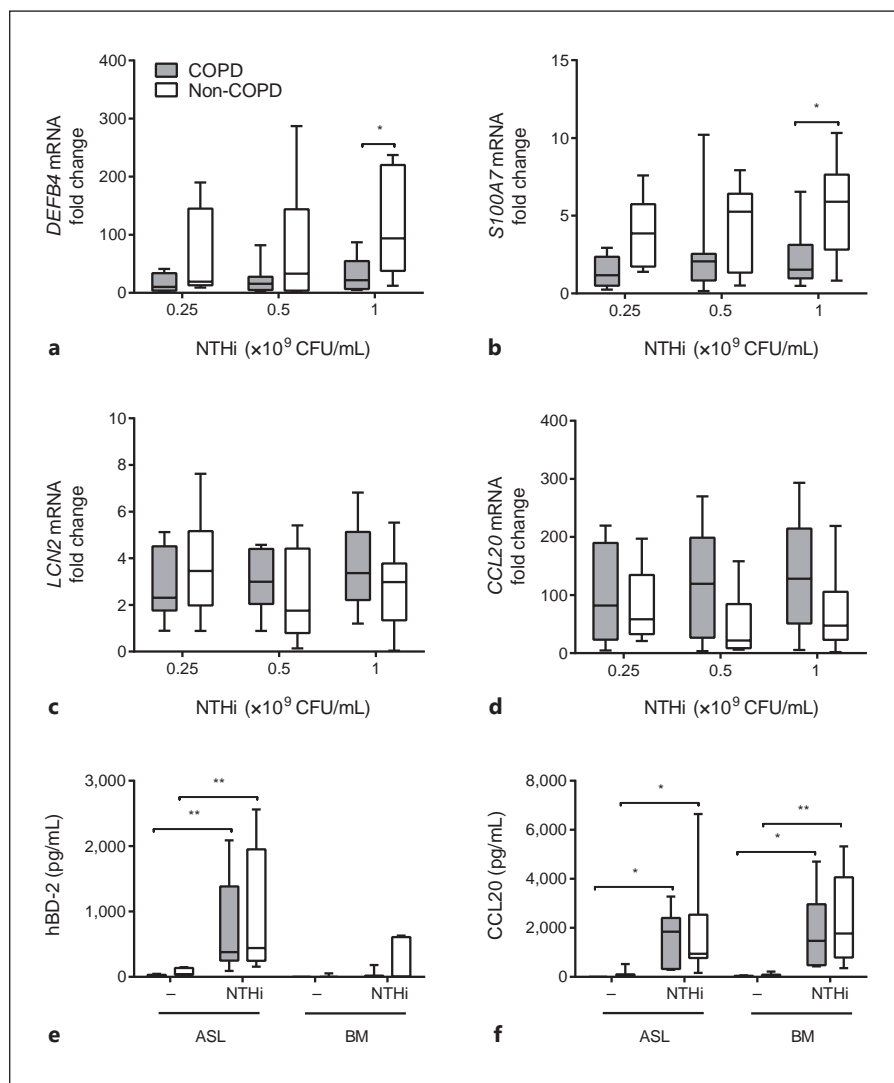 COPD
Non-COPD
DEFB4 mRNA
fold change
400
300
200
100
0
*
0.25 0.5 1
NTHi (×10⁹ CFU/mL)
a
S100A7 mRNA
fold change
15
10
5
0
*
0.25 0.5 1
NTHi (×10⁹ CFU/mL)
b
LCN2 mRNA
fold change
10
8
6
4
2
0
0.25 0.5 1
NTHi (×10⁹ CFU/mL)
c
CCL20 mRNA
fold change
400
300
200
100
0
0.25 0.5 1
NTHi (×10⁹ CFU/mL)
d
hBD-2 (pg/mL)
3,000
2,000
1,000
0
**
**
– NTHi – NTHi
ASL BM
e
CCL20 (pg/mL)
8,000
6,000
4,000
2,000
0
*
*
**
*
– NTHi – NTHi
ASL BM
f